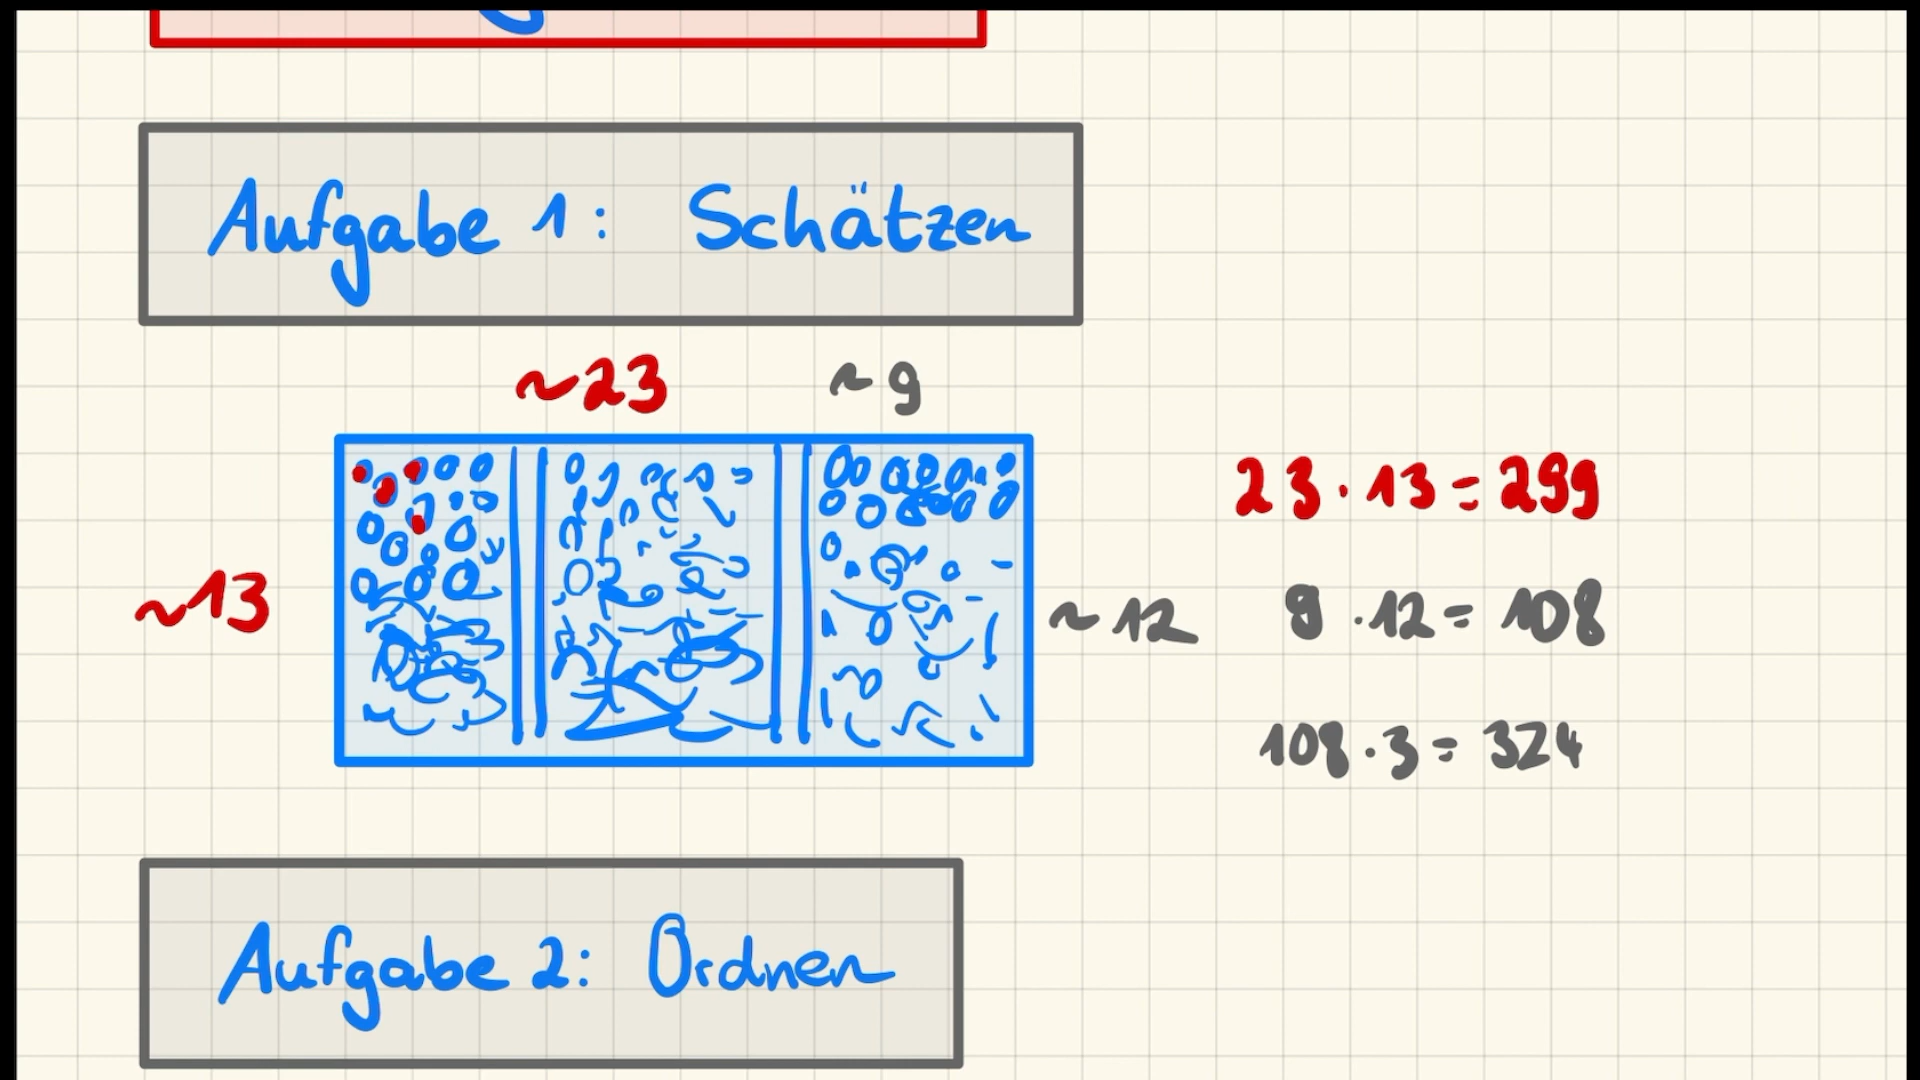 Aufgabe 1: Schätzen
~23 ~9
23 · 13 = 299
~13
~12
9 · 12 = 108
108 · 3 = 324
Aufgabe 2: Ordnen